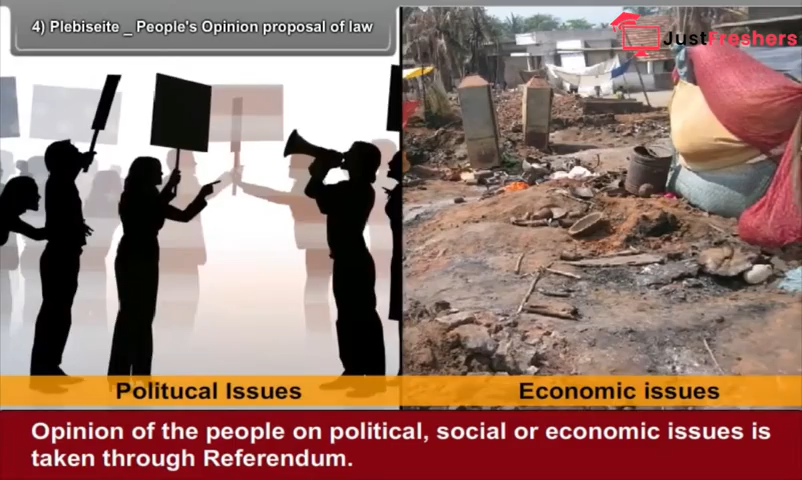 4) Plebiseite _ People's Opinion proposal of law
JustFreshers
Politucal Issues
Economic issues
Opinion of the people on political, social or economic issues is
taken through Referendum.